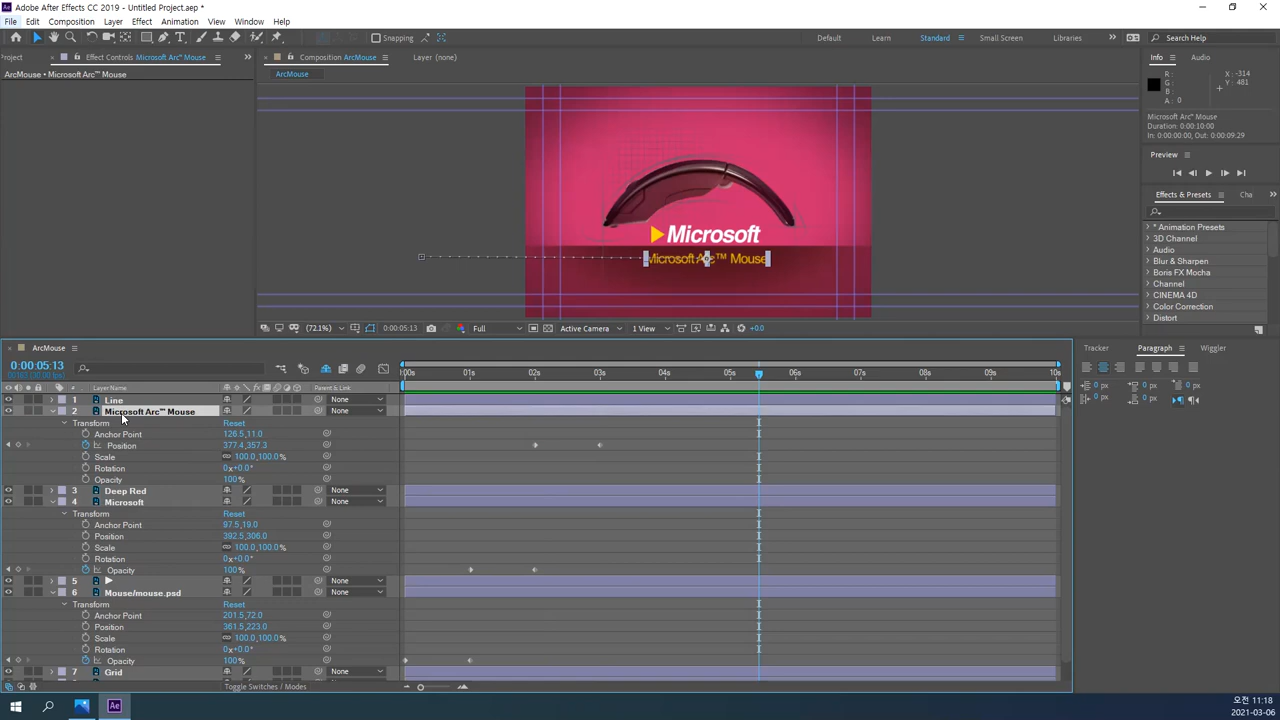 Adobe After Effects CC 2019 - Untitled Project.aep *
File Edit Composition Layer Effect Animation View Window Help
Snapping
Default Learn Standard Small Screen Libraries Search Help
Project Effect Controls Microsoft Arc™ Mouse
ArcMouse • Microsoft Arc™ Mouse
Composition ArcMouse Layer (none)
ArcMouse
Microsoft
Microsoft Arc™ Mouse
(72.1%) 0:00:05:13 Full Active Camera 1 View +0.0
Info Audio
R : X : -314
G : Y : 481
B :
A : 0
Microsoft Arc™ Mouse
Duration: 0:00:10:00
In: 0:00:00:00, Out: 0:00:09:29
Preview
Effects & Presets Cha
* Animation Presets
3D Channel
Audio
Blur & Sharpen
Boris FX Mocha
Channel
CINEMA 4D
Color Correction
Distort
ArcMouse
0:00:05:13
# Layer Name Parent & Link
:00s 01s 02s 03s 04s 05s 06s 07s 08s 09s 10s
1 Line None
2 Microsoft Arc™ Mouse None
Transform Reset
Anchor Point 126.5,11.0
Position 377.4,357.3
Scale 100.0,100.0%
Rotation 0x+0.0°
Opacity 100%
3 Deep Red None
4 Microsoft None
Transform Reset
Anchor Point 97.5,19.0
Position 392.5,306.0
Scale 100.0,100.0%
Rotation 0x+0.0°
Opacity 100%
5 None
6 Mouse/mouse.psd None
Transform Reset
Anchor Point 201.5,72.0
Position 361.5,223.0
Scale 100.0,100.0%
Rotation 0x+0.0°
Opacity 100%
7 Grid None
Toggle Switches / Modes
Tracker Paragraph Wiggler
0 px 0 px 0 px
0 px 0 px
오전 11:18
2021-03-06